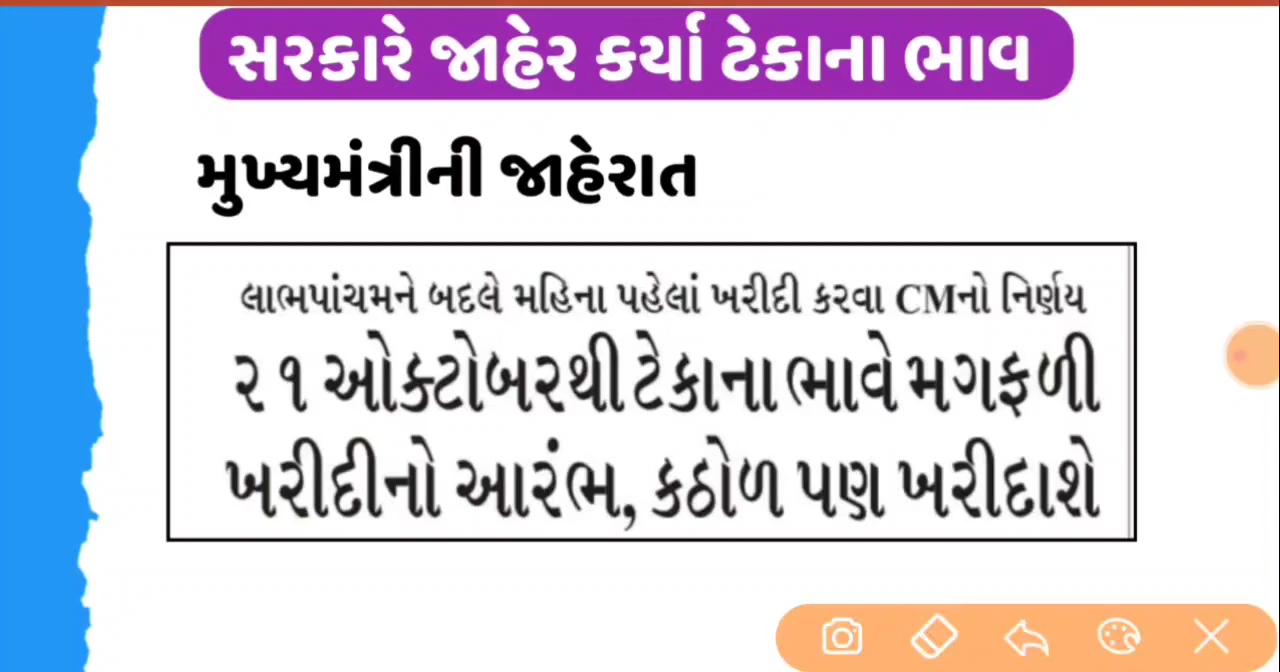 સરકારે જાહેર કર્યા ટેકાના ભાવ
મુખ્યમંત્રીની જાહેરાત
લાભપાંચમને બદલે મહિના પહેલાં ખરીદી કરવા CMનો નિર્ણય
૨૧ ઓક્ટોબરથી ટેકાના ભાવે મગફળી
ખરીદીનો આરંભ, કઠોળ પણ ખરીદાશે